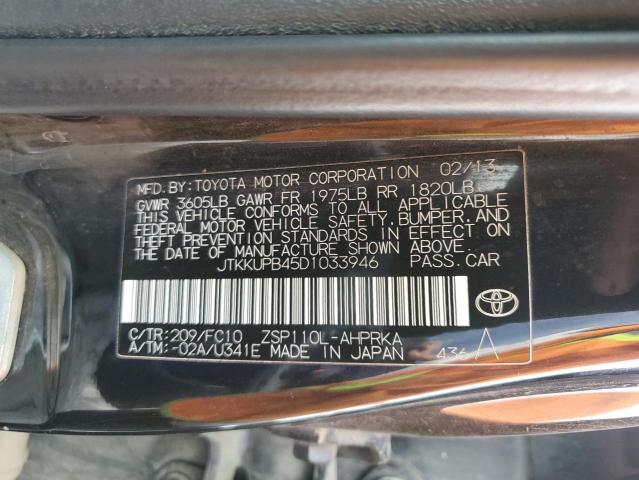 MFD. BY: TOYOTA MOTOR CORPORATION 02/13
GVWR 3605LB GAWR FR 1975LB RR 1820LB
THIS VEHICLE CONFORMS TO ALL APPLICABLE
FEDERAL MOTOR VEHICLE SAFETY, BUMPER, AND
THEFT PREVENTION STANDARDS IN EFFECT ON
THE DATE OF MANUFACTURE SHOWN ABOVE.
JTKKUPB45D1033946 PASS. CAR
C/TR: 209/FC10 ZSP110L-AHPRKA
A/TM: -02A/U341E MADE IN JAPAN 436 A